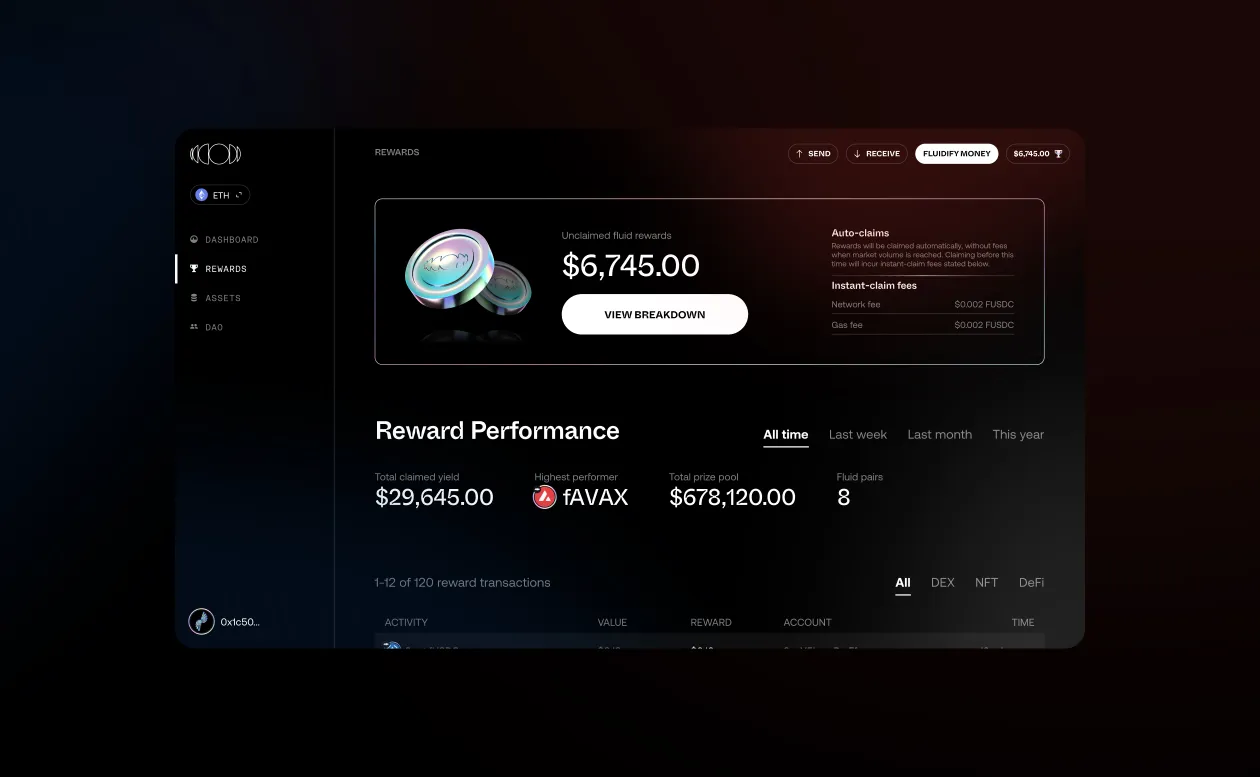 REWARDS
SEND
RECEIVE
FLUIDIFY MONEY
$6,745.00
ETH
DASHBOARD
REWARDS
ASSETS
DAO
0x1c50...
Unclaimed fluid rewards
$6,745.00
VIEW BREAKDOWN
Auto-claims
Rewards will be claimed automatically, without fees
when market volume is reached. Claiming before this
time will incur instant-claim fees stated below.
Instant-claim fees
Network fee $0.002 FUSDC
Gas fee $0.002 FUSDC
Reward Performance
All time Last week Last month This year
Total claimed yield
$29,645.00
Highest performer
fAVAX
Total prize pool
$678,120.00
Fluid pairs
8
1-12 of 120 reward transactions
All DEX NFT DeFi
ACTIVITY VALUE REWARD ACCOUNT TIME